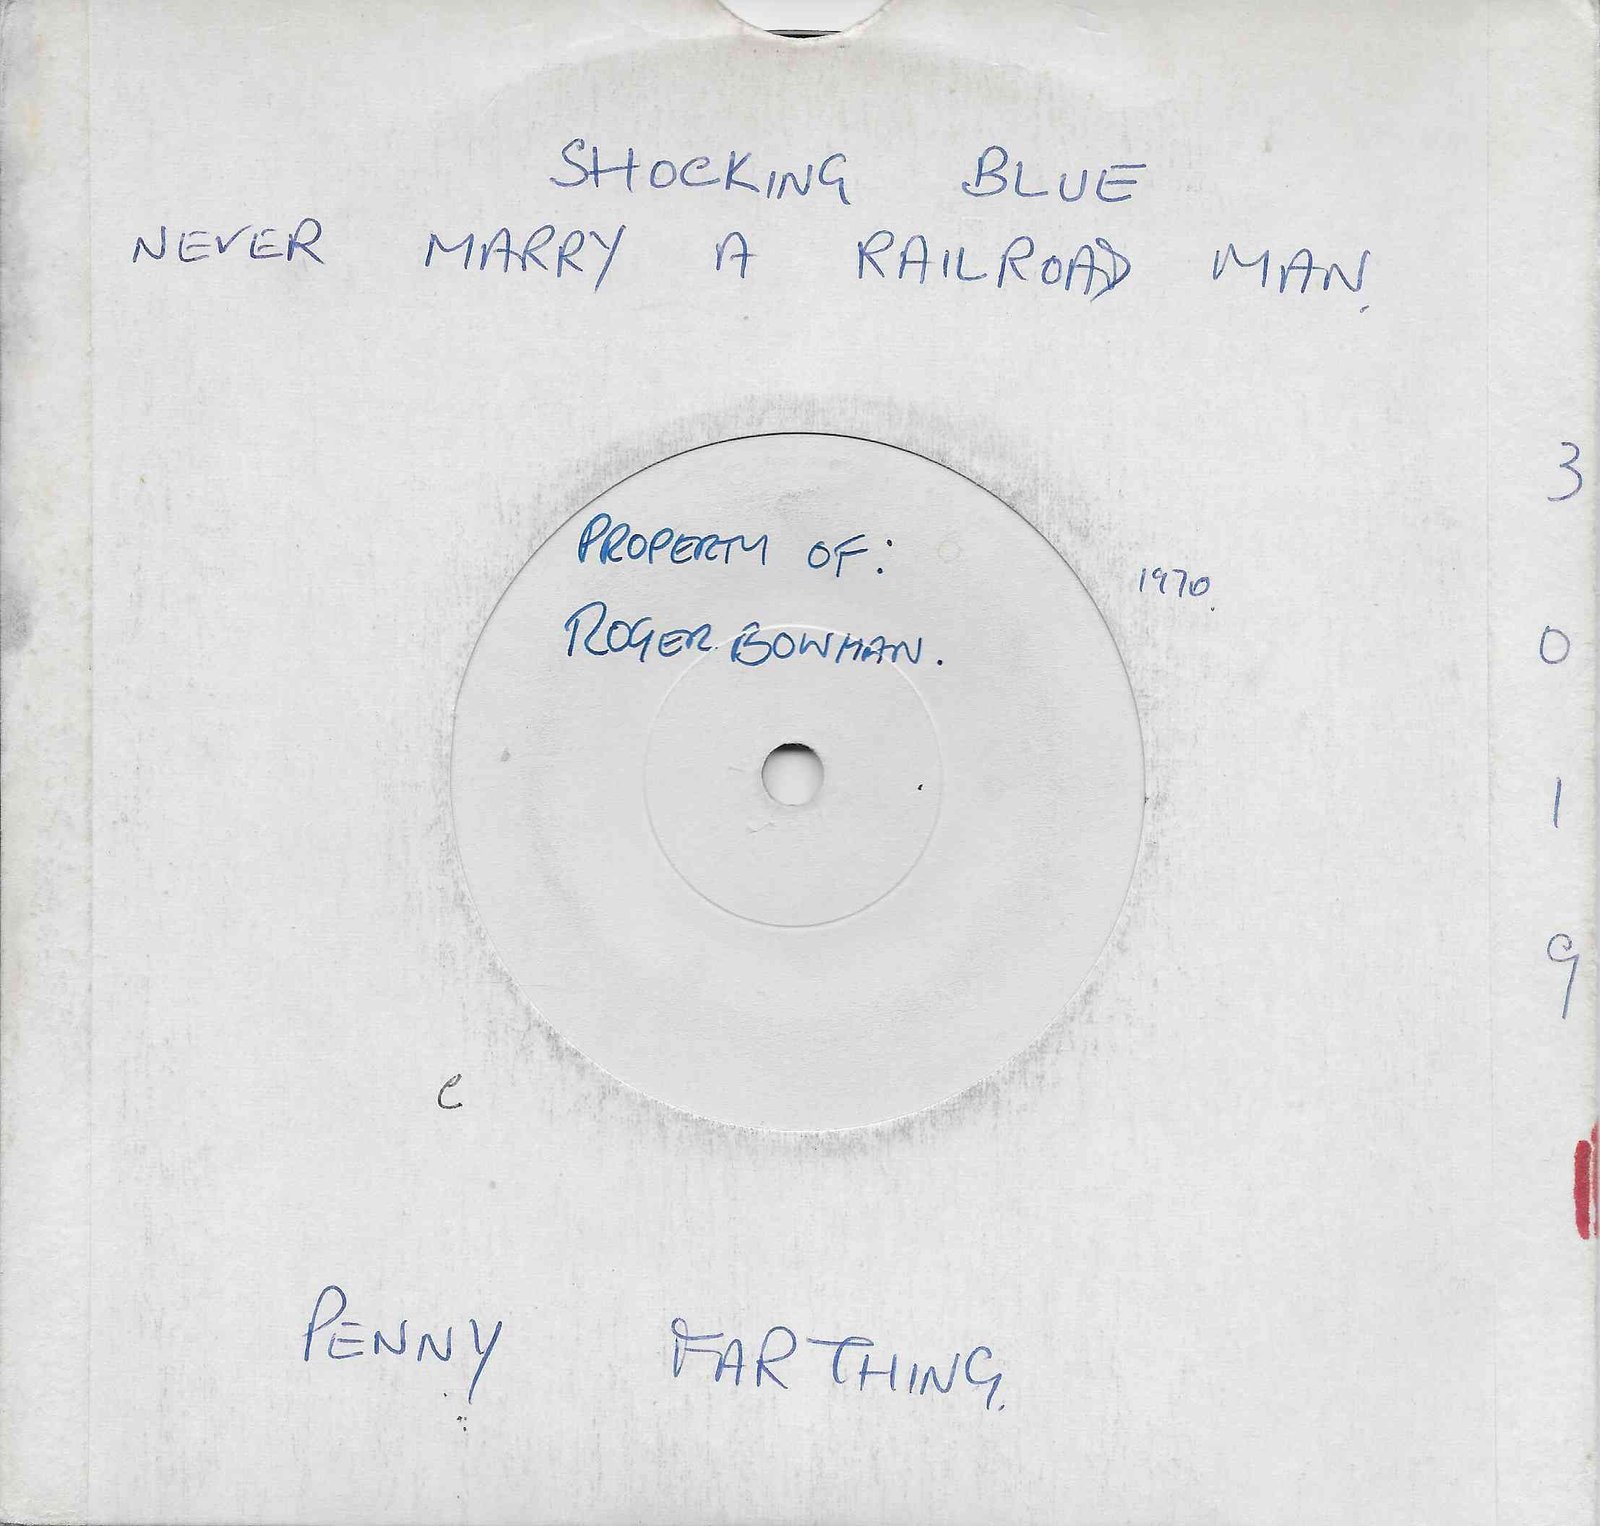 SHOCKING BLUE
NEVER MARRY A RAILROAD MAN.
PROPERTY OF:
ROGER BOWMAN.
1970.
3
0
1
9
e
PENNY FARTHING.